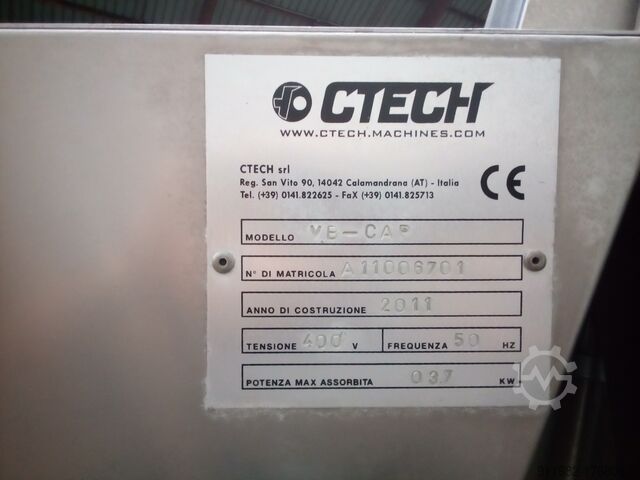 CTECH
WWW.CTECH.MACHINES.COM
CTECH srl
Reg. San Vito 90, 14042 Calamandrana (AT) - Italia
Tel. (+39) 0141.822625 - FaX (+39) 0141.825713
CE
MODELLO VB-CAP
N° DI MATRICOLA A11006701
ANNO DI COSTRUZIONE 2011
TENSIONE 400 V FREQUENZA 50 HZ
POTENZA MAX ASSORBITA 037 KW